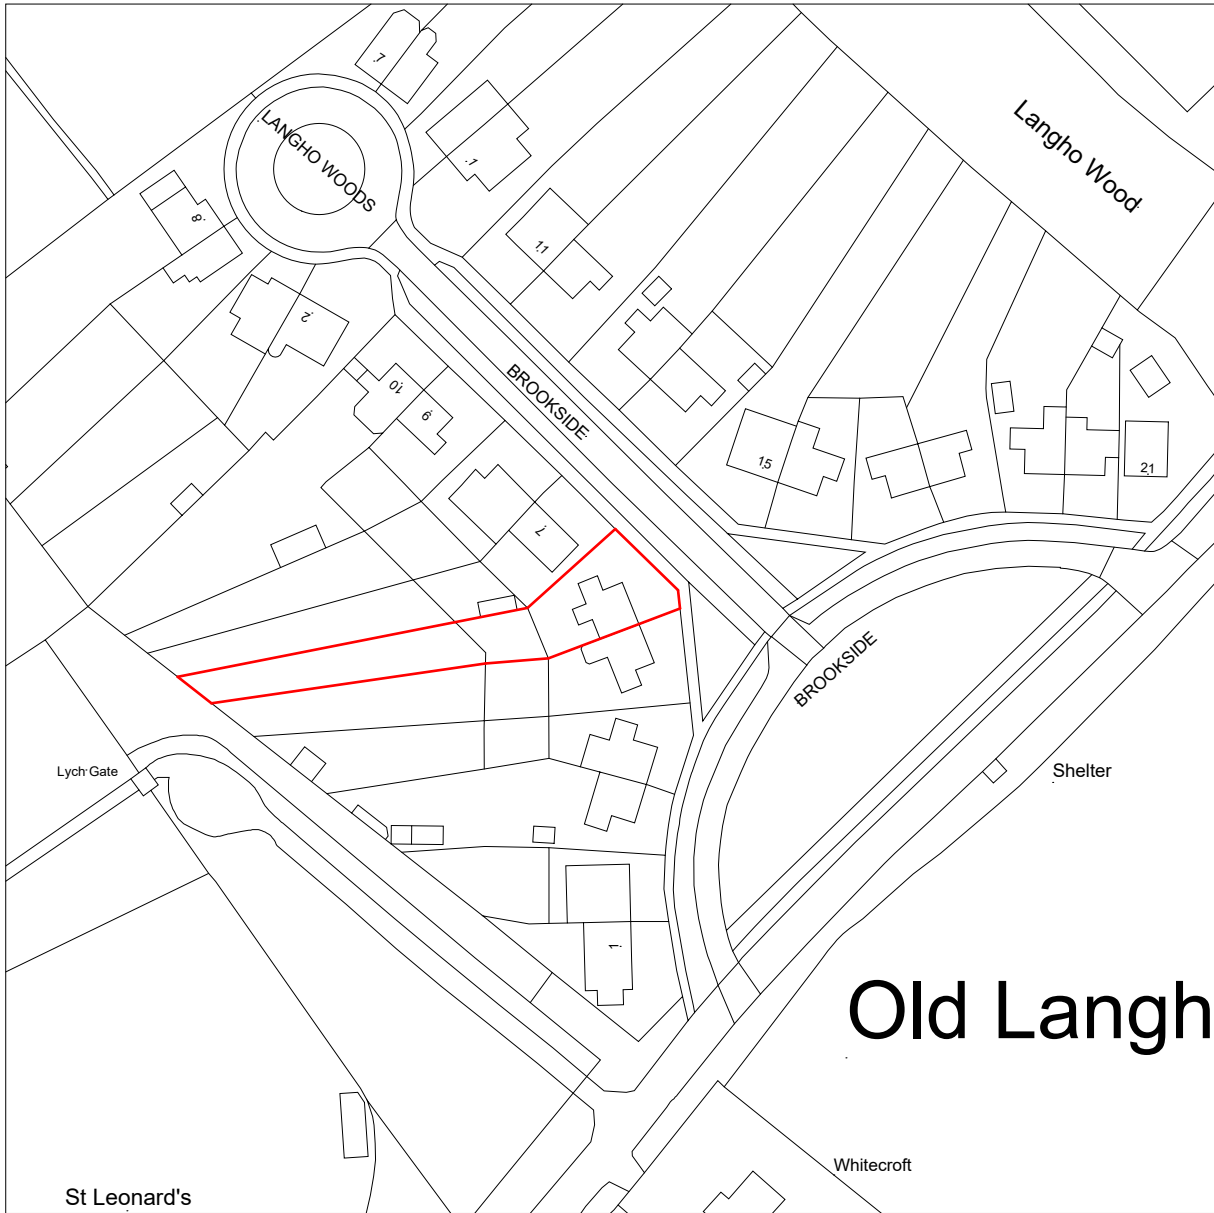 7
LANGHO WOODS
Langho Wood
1
8
11
2
BROOKSIDE
10
9
15
21
7
BROOKSIDE
Lych Gate
Shelter
1
Old Langh
Whitecroft
St Leonard's